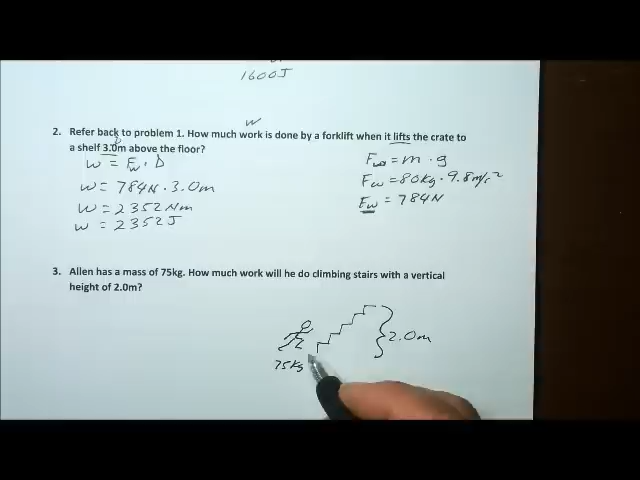 1600J
w
2. Refer back to problem 1. How much work is done by a forklift when it lifts the crate to
D
a shelf 3.0m above the floor?
w = Fw · D
w = 784N · 3.0m
w = 2352Nm
w = 2352J
Fw = m · g
Fw = 80kg · 9.8m/s²
Fw = 784N
3. Allen has a mass of 75kg. How much work will he do climbing stairs with a vertical
height of 2.0m?
2.0m
75kg